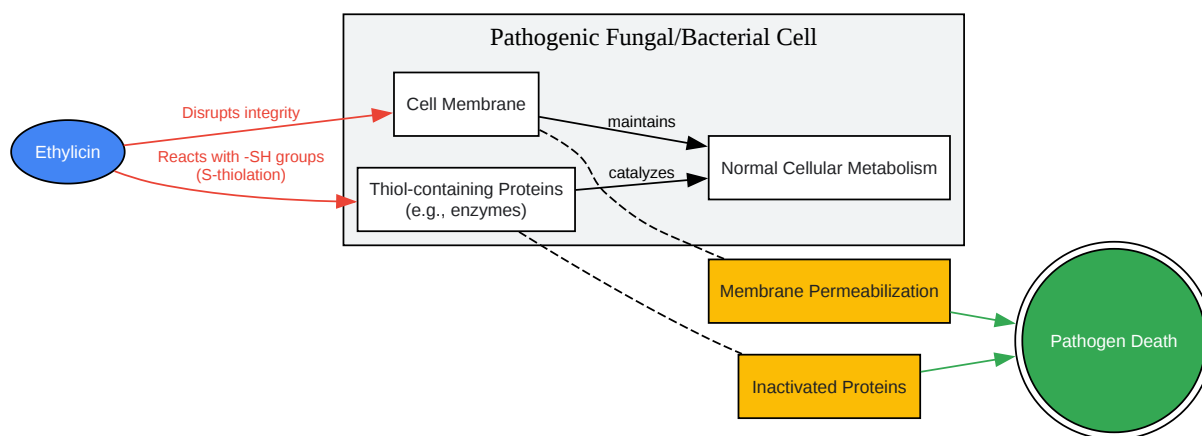 Pathogenic Fungal/Bacterial Cell
Cell Membrane
Disrupts integrity
maintains
Ethylicin
Reacts with -SH groups
(S-thiolation)
Normal Cellular Metabolism
catalyzes
Thiol-containing Proteins
(e.g., enzymes)
Membrane Permeabilization
Pathogen Death
Inactivated Proteins